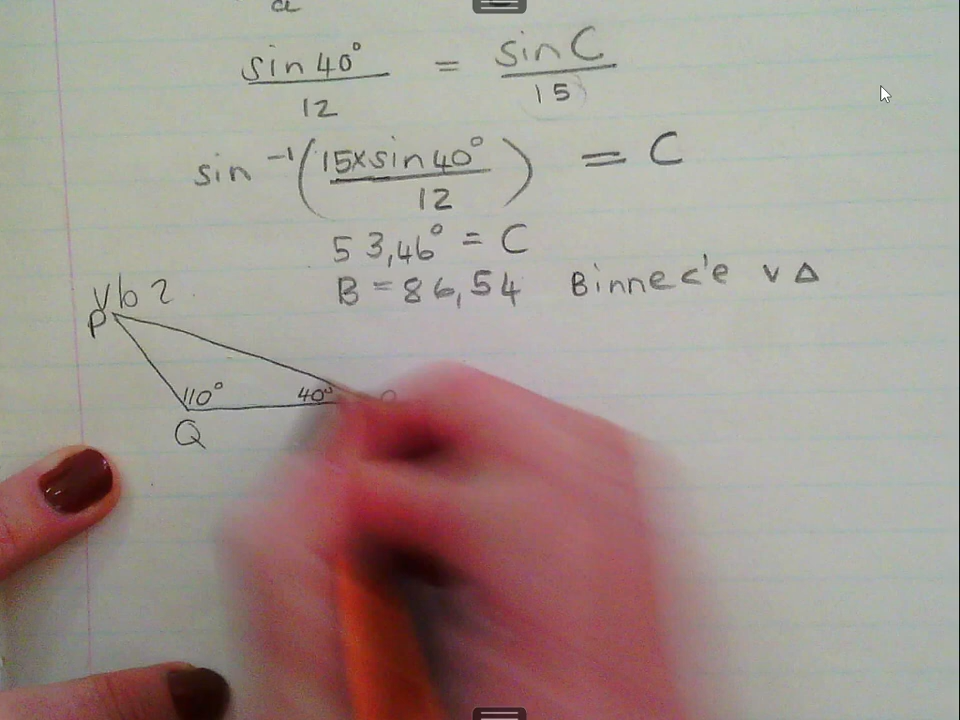 a
sin 40° / 12 = sin C / 15
sin⁻¹ ( 15×sin 40° / 12 ) = C
53,46° = C
B = 86,54 Binne ∠'e v Δ
Vb 2
P
110° 40°
Q